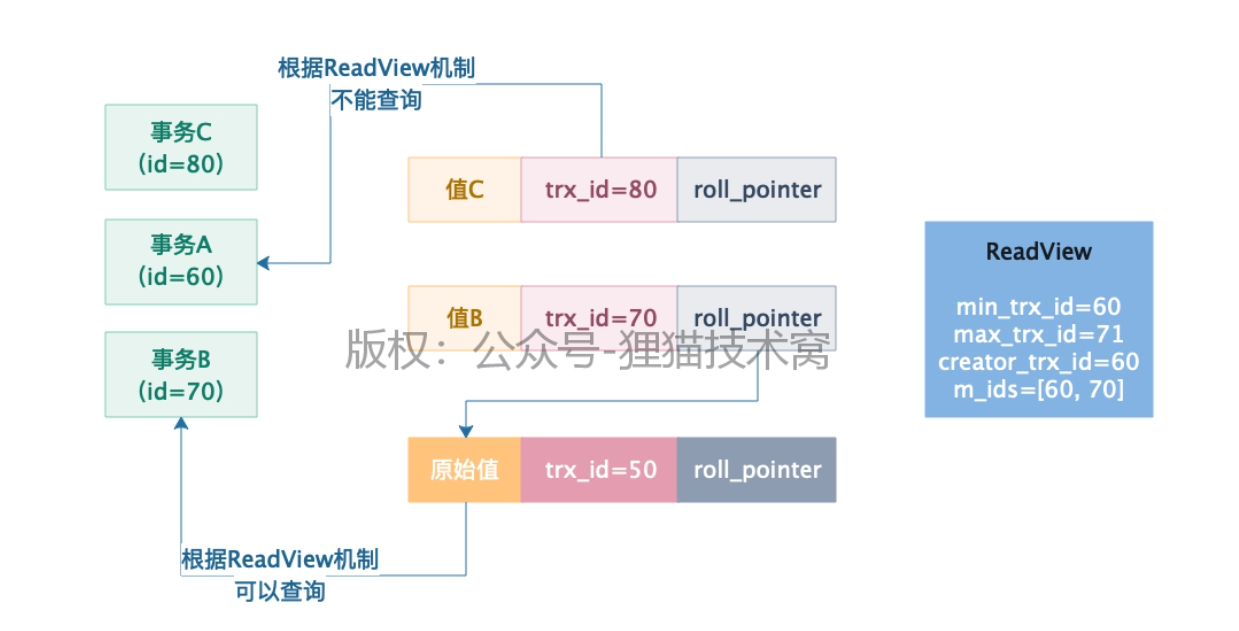 根据ReadView机制
不能查询
事务C
(id=80)
值C
trx_id=80
roll_pointer
事务A
(id=60)
ReadView
min_trx_id=60
max_trx_id=71
creator_trx_id=60
m_ids=[60, 70]
值B
trx_id=70
roll_pointer
版权：公众号-狸猫技术窝
事务B
(id=70)
原始值
trx_id=50
roll_pointer
根据ReadView机制
可以查询